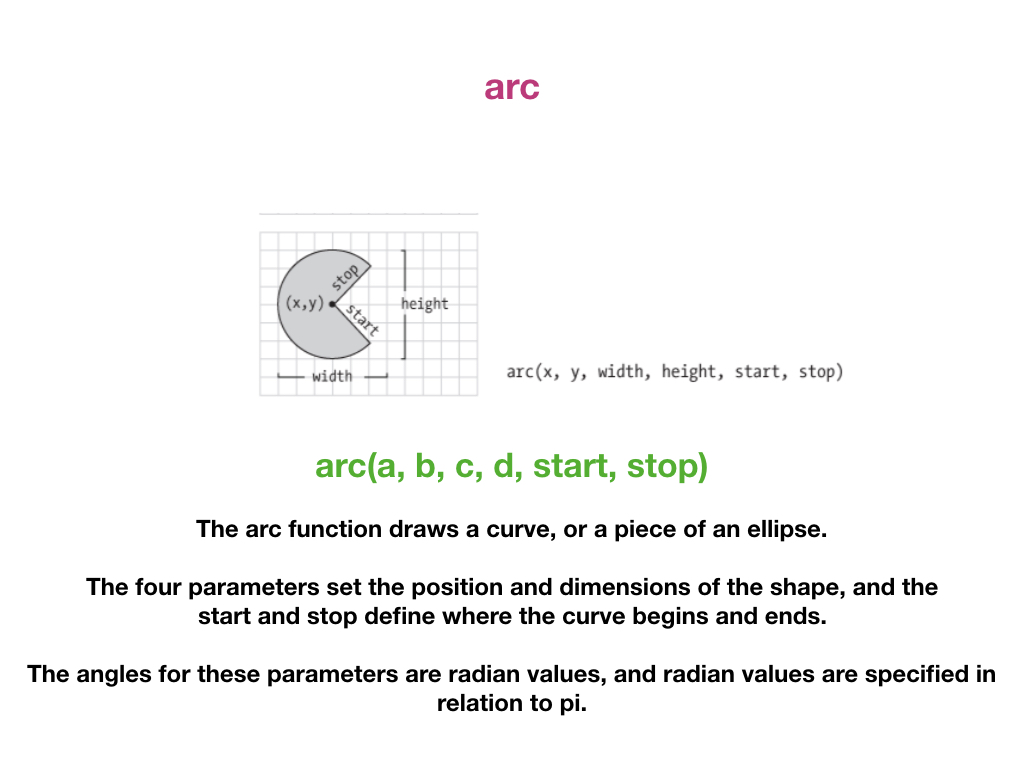 arc
stop
(x,y)
start
height
width
arc(x, y, width, height, start, stop)
arc(a, b, c, d, start, stop)
The arc function draws a curve, or a piece of an ellipse.
The four parameters set the position and dimensions of the shape, and the
start and stop define where the curve begins and ends.
The angles for these parameters are radian values, and radian values are specified in
relation to pi.